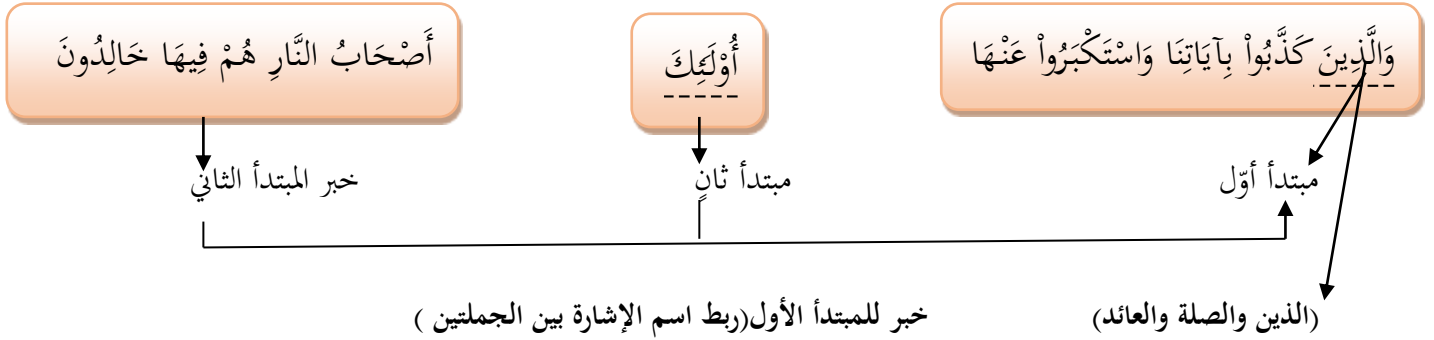 وَالَّذِينَ كَذَّبُواْ بِآيَاتِنَا وَاسْتَكْبَرُواْ عَنْهَا أُوْلَئِكَ أَصْحَابُ النَّارِ هُمْ فِيهَا خَالِدُونَ
مبتدأ أوّل مبتدأ ثانٍ خبر المبتدأ الثاني
(الذين والصلة والعائد) خبر للمبتدأ الأول(ربط اسم الإشارة بين الجملتين )